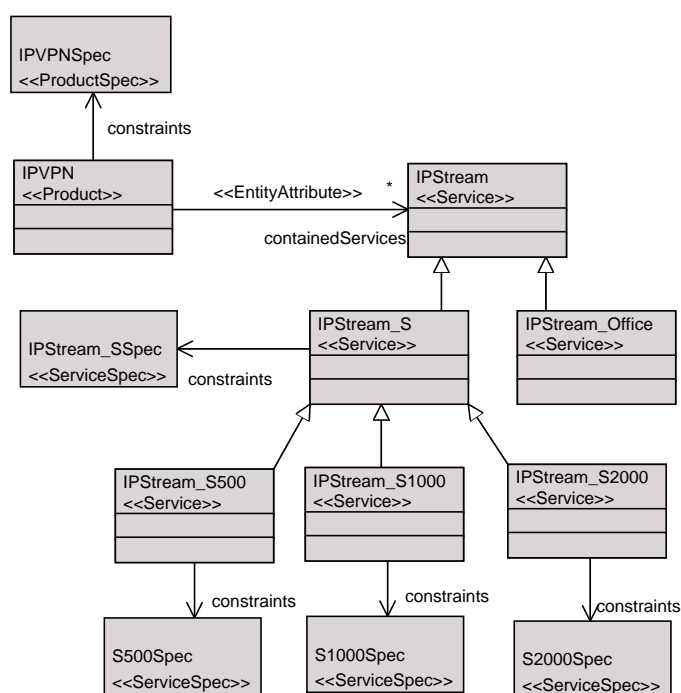 IPVPNSpec
<<ProductSpec>>
constraints
IPVPN
<<Product>>
<<EntityAttribute>>
*
containedServices
IPStream
<<Service>>
IPStream_SSpec
<<ServiceSpec>>
constraints
IPStream_S
<<Service>>
IPStream_Office
<<Service>>
IPStream_S500
<<Service>>
IPStream_S1000
<<Service>>
IPStream_S2000
<<Service>>
constraints
constraints
constraints
S500Spec
<<ServiceSpec>>
S1000Spec
<<ServiceSpec>>
S2000Spec
<<ServiceSpec>>